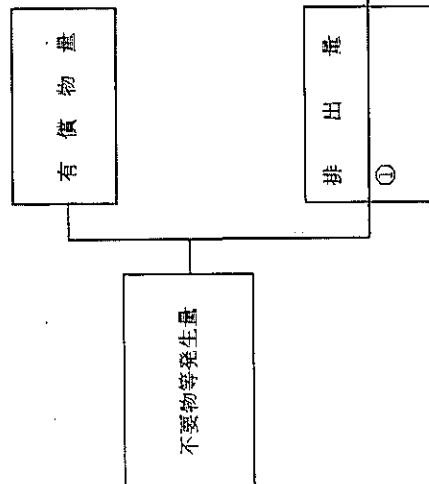 有償物量
排出量
①
不要物等発生量